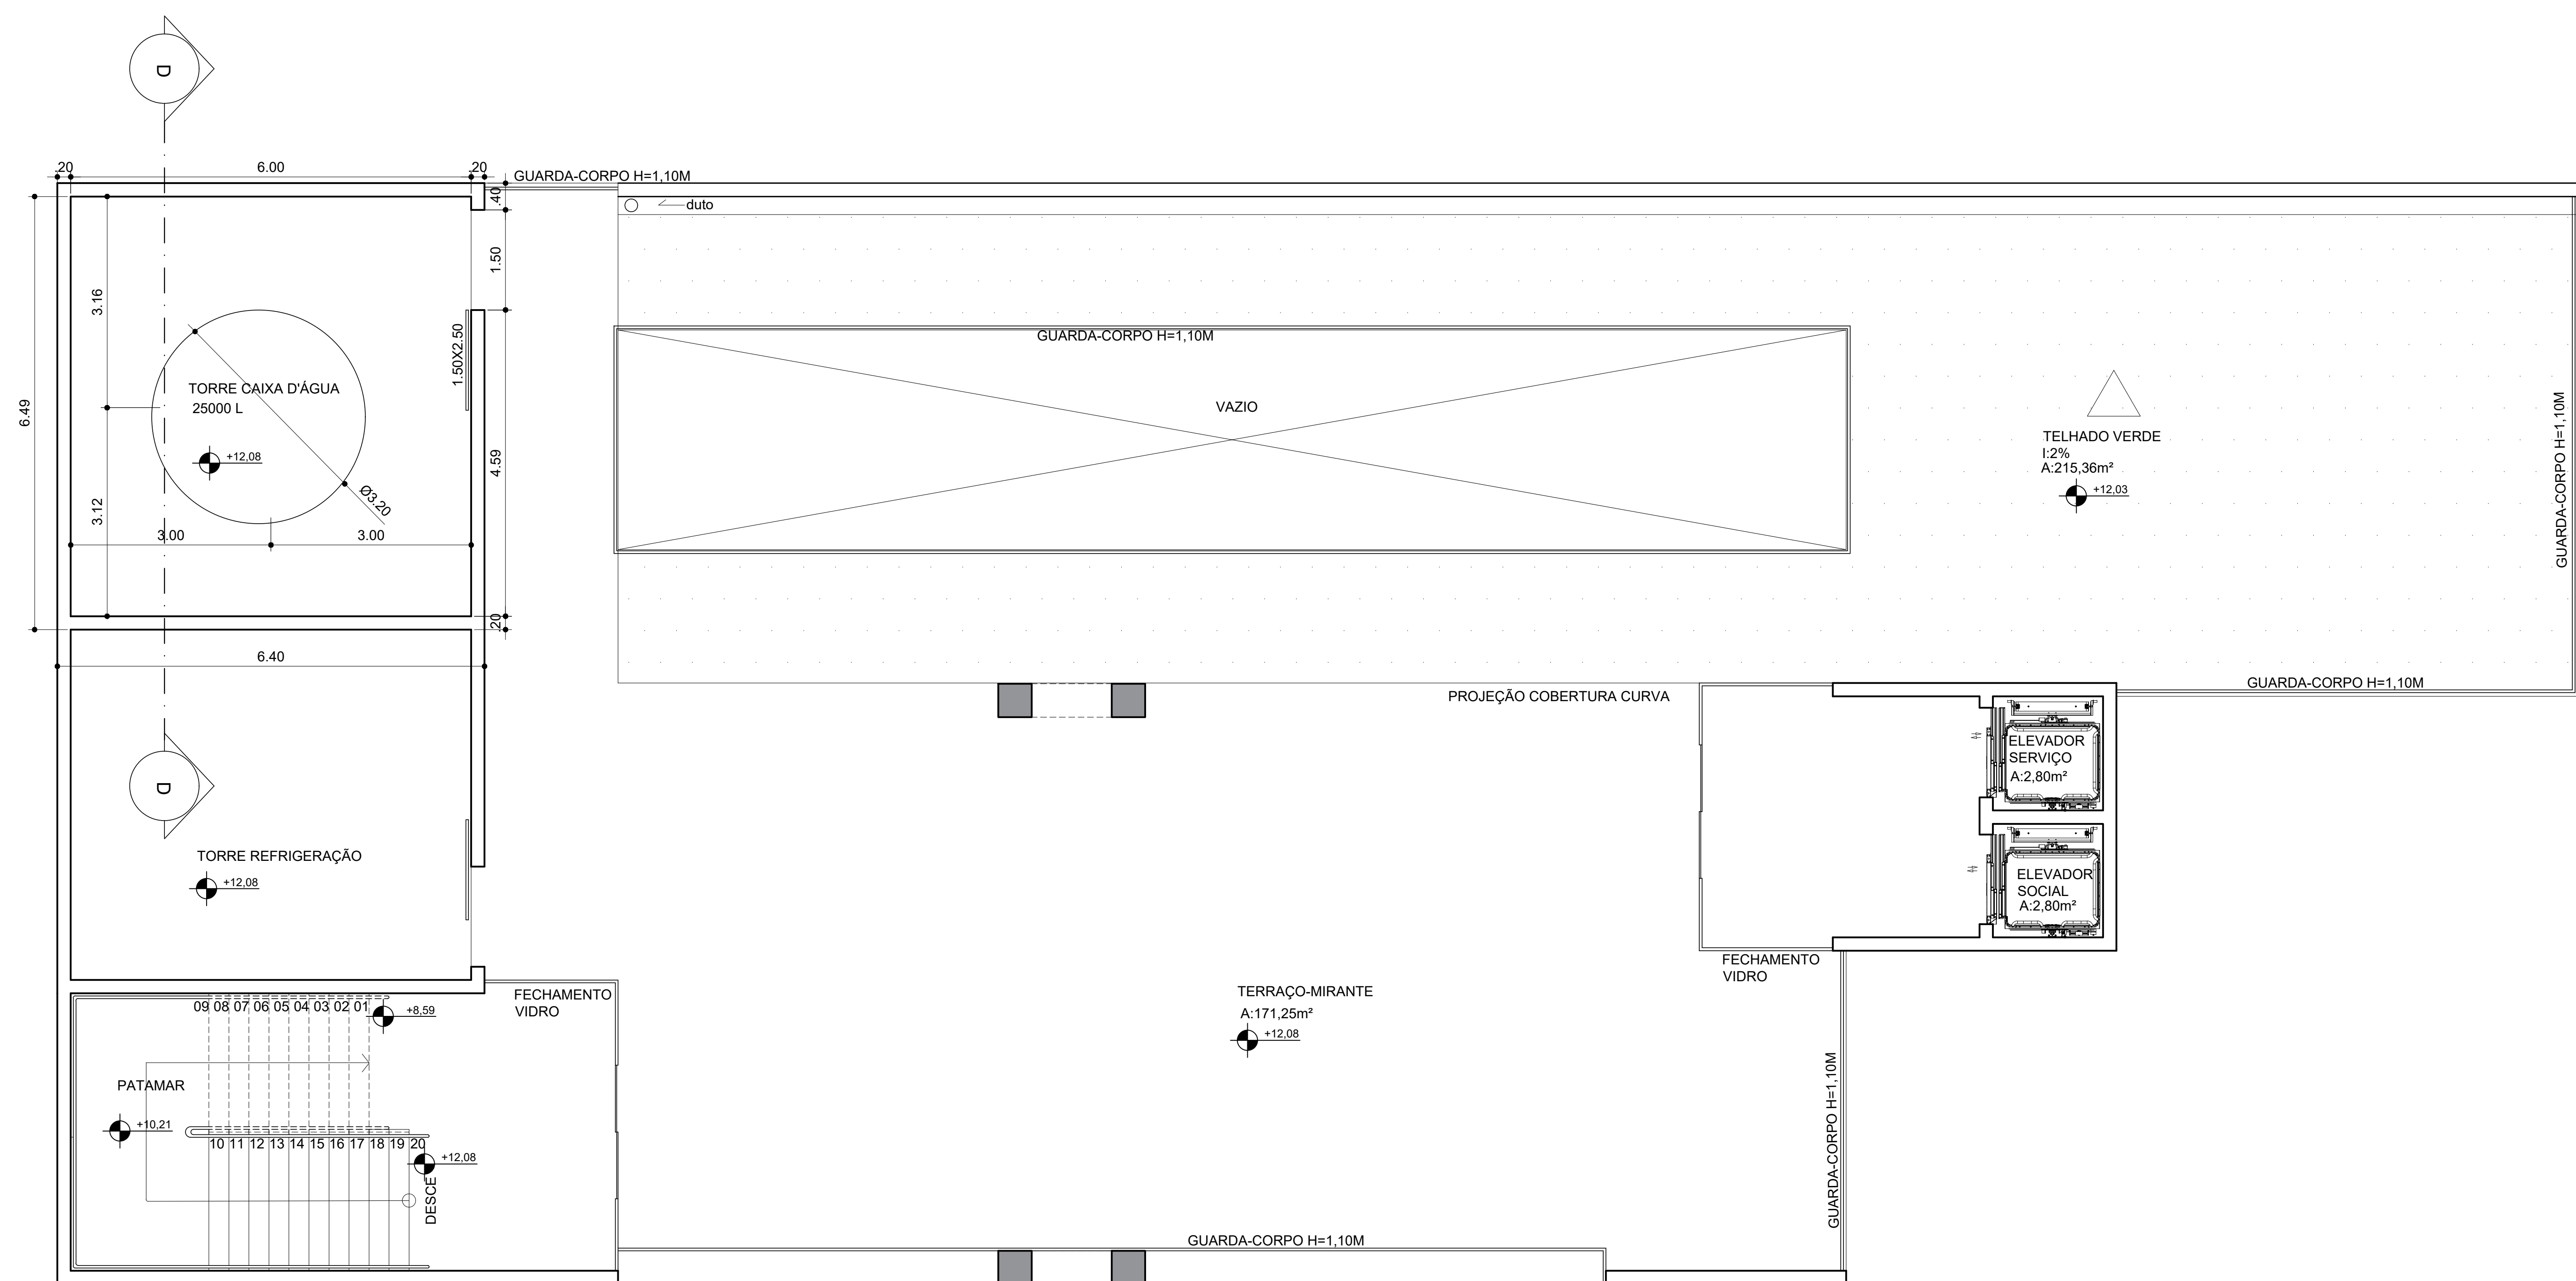 D
.20
6.00
.20
GUARDA-CORPO H=1,10M
.40
duto
1.50
3.16
GUARDA-CORPO H=1,10M
1.50X2.50
TORRE CAIXA D'ÁGUA
25000 L
VAZIO
6.49
GUARDA-CORPO H=1,10M
TELHADO VERDE
I:2%
A:215,36m²
+12,03
+12,08
4.59
Ø3.20
3.12
3.00
3.00
.20
6.40
GUARDA-CORPO H=1,10M
PROJEÇÃO COBERTURA CURVA
ELEVADOR
SERVIÇO
A:2,80m²
D
TORRE REFRIGERAÇÃO
+12,08
ELEVADOR
SOCIAL
A:2,80m²
FECHAMENTO
VIDRO
FECHAMENTO
VIDRO
TERRAÇO-MIRANTE
A:171,25m²
+12,08
09 08 07 06 05 04 03 02 01
+8,59
PATAMAR
+10,21
10 11 12 13 14 15 16 17 18 19 20
+12,08
DESCE
GUARDA-CORPO H=1,10M
GUARDA-CORPO H=1,10M